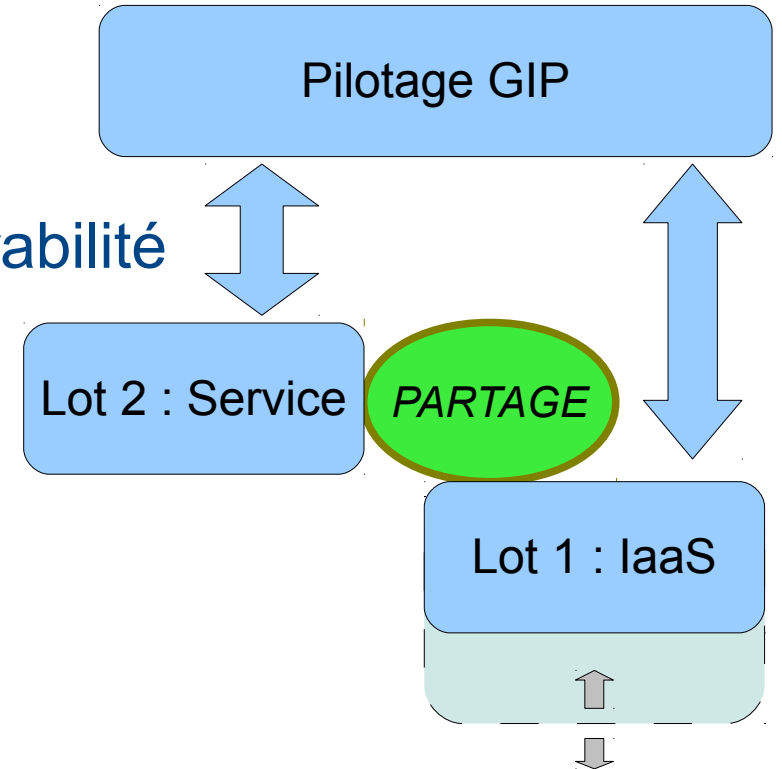 Pilotage GIP
abilité
Lot 2 : Service
PARTAGE
Lot 1 : IaaS